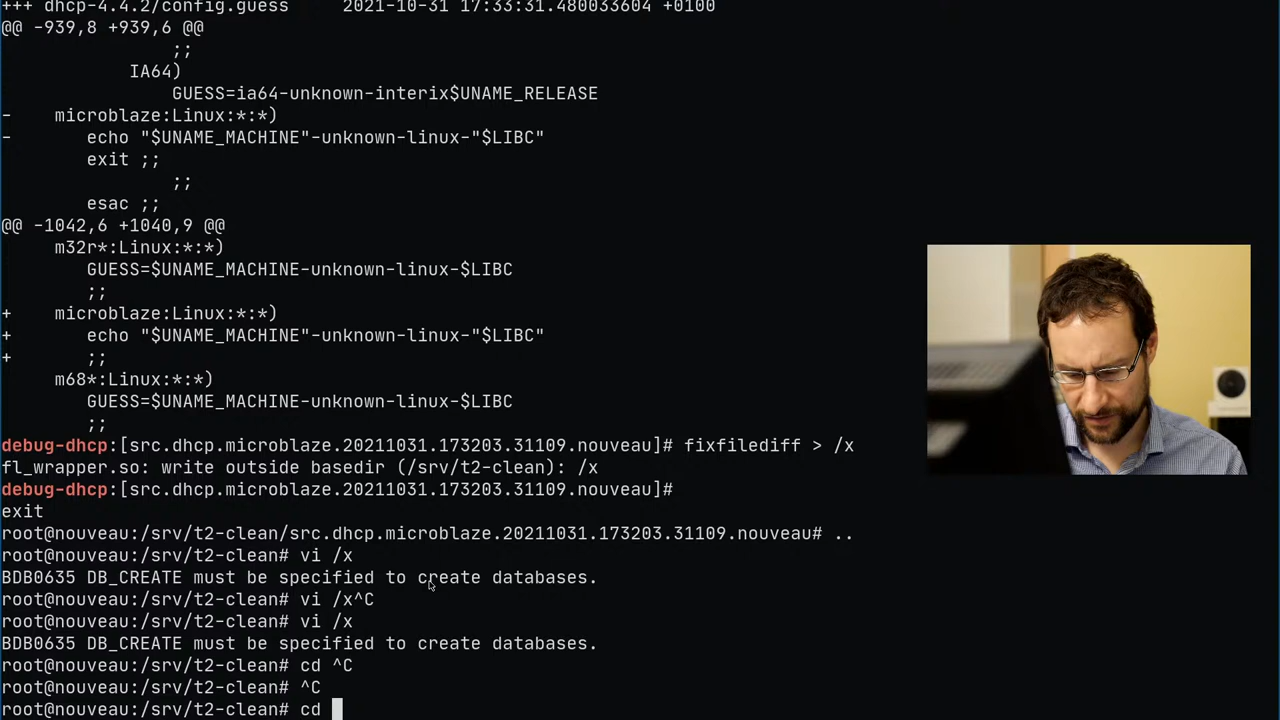 +++ dhcp-4.4.2/config.guess     2021-10-31 17:33:31.480033604 +0100
@@ -939,8 +939,6 @@
;;
IA64)
GUESS=ia64-unknown-interix$UNAME_RELEASE
-     microblaze:Linux:*:*)
-        echo "$UNAME_MACHINE"-unknown-linux-"$LIBC"
exit ;;
;;
esac ;;
@@ -1042,6 +1040,9 @@
m32r*:Linux:*:*)
GUESS=$UNAME_MACHINE-unknown-linux-$LIBC
;;
+     microblaze:Linux:*:*)
+        echo "$UNAME_MACHINE"-unknown-linux-"$LIBC"
+        ;;
m68*:Linux:*:*)
GUESS=$UNAME_MACHINE-unknown-linux-$LIBC
;;
debug-dhcp:[src.dhcp.microblaze.20211031.173203.31109.nouveau]# fixfilediff > /x
fl_wrapper.so: write outside basedir (/srv/t2-clean): /x
debug-dhcp:[src.dhcp.microblaze.20211031.173203.31109.nouveau]#
exit
root@nouveau:/srv/t2-clean/src.dhcp.microblaze.20211031.173203.31109.nouveau# ..
root@nouveau:/srv/t2-clean# vi /x
BDB0635 DB_CREATE must be specified to create databases.
root@nouveau:/srv/t2-clean# vi /x^C
root@nouveau:/srv/t2-clean# vi /x
BDB0635 DB_CREATE must be specified to create databases.
root@nouveau:/srv/t2-clean# cd ^C
root@nouveau:/srv/t2-clean# ^C
root@nouveau:/srv/t2-clean# cd